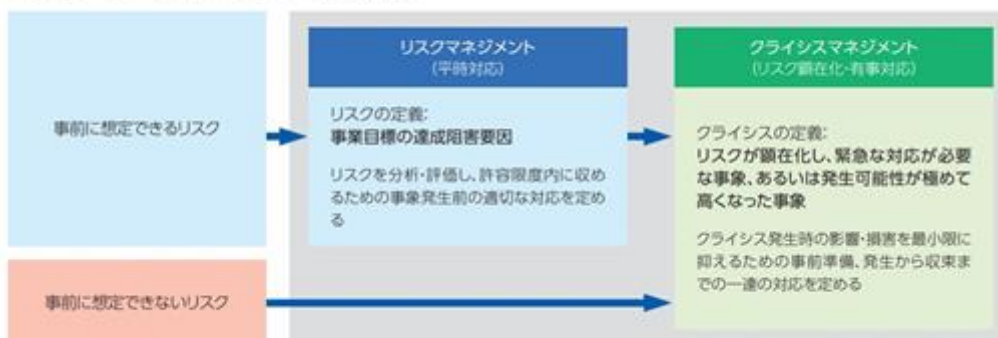 事前に想定できるリスク
リスクマネジメント
(平時対応)
リスクの定義:
事業目標の達成阻害要因
リスクを分析・評価し、許容限度内に収め
るための事象発生前の適切な対応を定め
る
クライシスマネジメント
(リスク顕在化・有事対応)
クライシスの定義:
リスクが顕在化し、緊急な対応が必要
な事象、あるいは発生可能性が極めて
高くなった事象
クライシス発生時の影響・損害を最小限に
抑えるための事前準備、発生から収束ま
での一連の対応を定める
事前に想定できないリスク